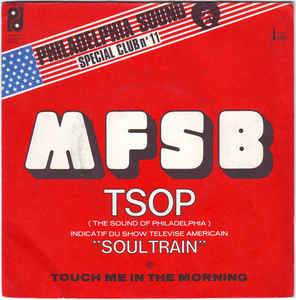 PHILADELPHIA SOUND
SPECIAL CLUB n° 11
MFSB
TSOP
( THE SOUND OF PHILADELPHIA )
INDICATIF DU SHOW TELEVISE AMERICAIN
"SOULTRAIN"
TOUCH ME IN THE MORNING